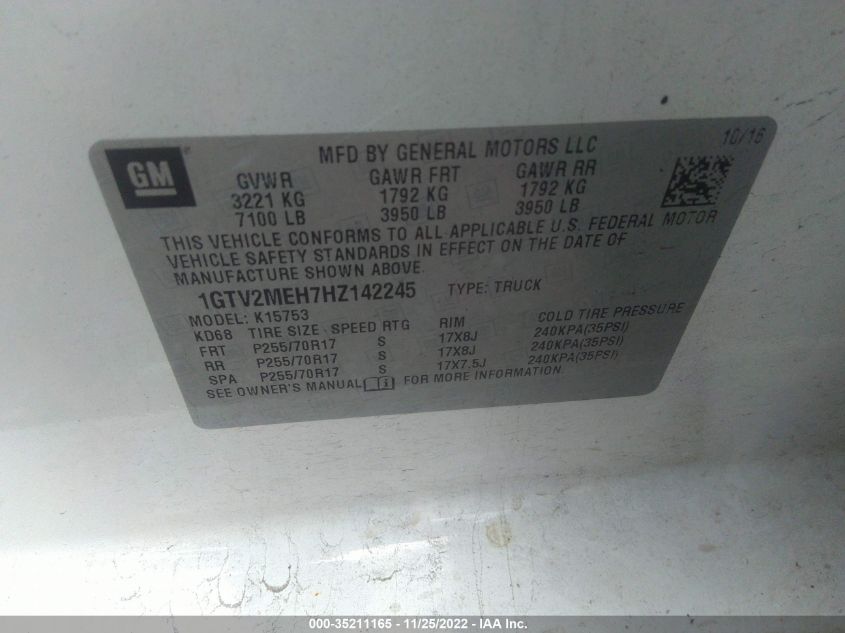 GM
MFD BY GENERAL MOTORS LLC
10/16
GVWR GAWR FRT GAWR RR
3221 KG 1792 KG 1792 KG
7100 LB 3950 LB 3950 LB
THIS VEHICLE CONFORMS TO ALL APPLICABLE U.S. FEDERAL MOTOR
VEHICLE SAFETY STANDARDS IN EFFECT ON THE DATE OF
MANUFACTURE SHOWN ABOVE.
1GTV2MEH7HZ142245 TYPE: TRUCK
MODEL: K15753
KD68 TIRE SIZE SPEED RTG RIM COLD TIRE PRESSURE
FRT P255/70R17 S 17X8J 240KPA(35PSI)
RR P255/70R17 S 17X8J 240KPA(35PSI)
SPA P255/70R17 S 17X7.5J 240KPA(35PSI)
SEE OWNER'S MANUAL FOR MORE INFORMATION.
000-35211165 - 11/25/2022 - IAA Inc.